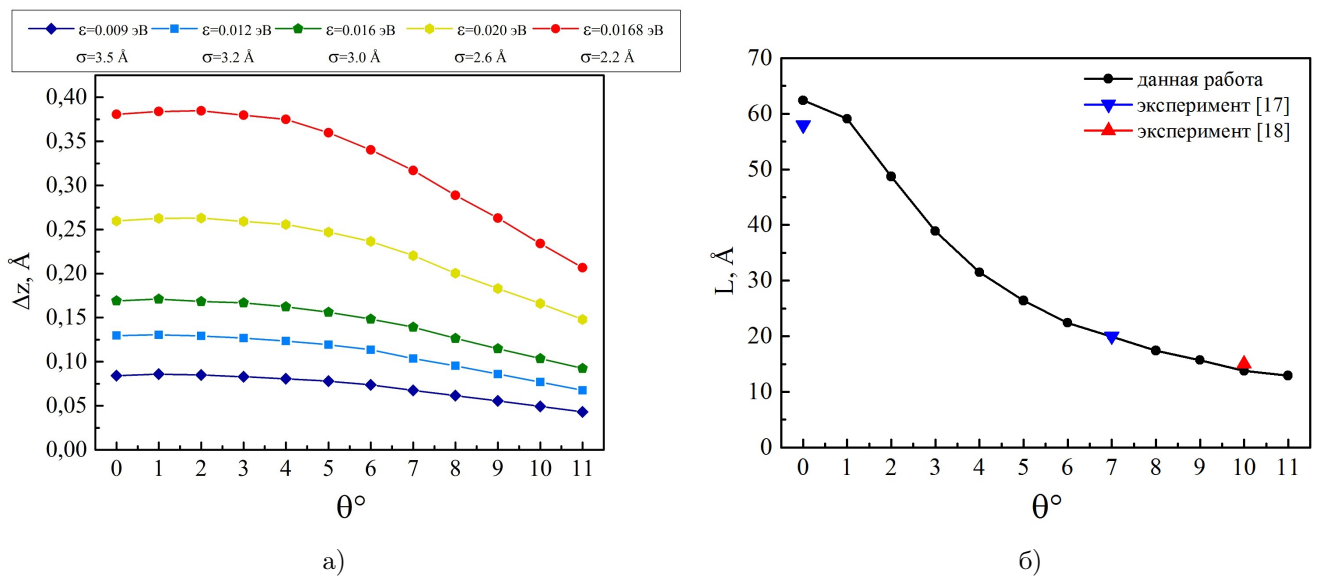 ε=0.009 эВ ε=0.012 эВ ε=0.016 эВ ε=0.020 эВ ε=0.0168 эВ
σ=3.5 Å σ=3.2 Å σ=3.0 Å σ=2.6 Å σ=2.2 Å
0,40
0,35
0,30
0,25
0,20
0,15
0,10
0,05
0,00
Δz, Å
0 1 2 3 4 5 6 7 8 9 10 11
θ°
а)
70
60
50
40
30
20
10
0
L, Å
данная работа
эксперимент [17]
эксперимент [18]
0 1 2 3 4 5 6 7 8 9 10 11
θ°
б)